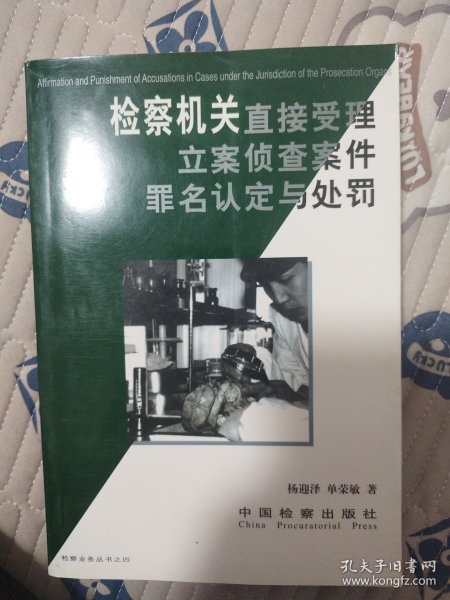 Affirmation and Punishment of Accusations in Cases under the Jurisdiction of the Prosecation Organ
检察机关直接受理
立案侦查案件
罪名认定与处罚
杨迎泽 单荣敏 著
中国检察出版社
China Procuratorial Press
检察业务丛书之四
孔夫子旧书网
www.kongfz.com